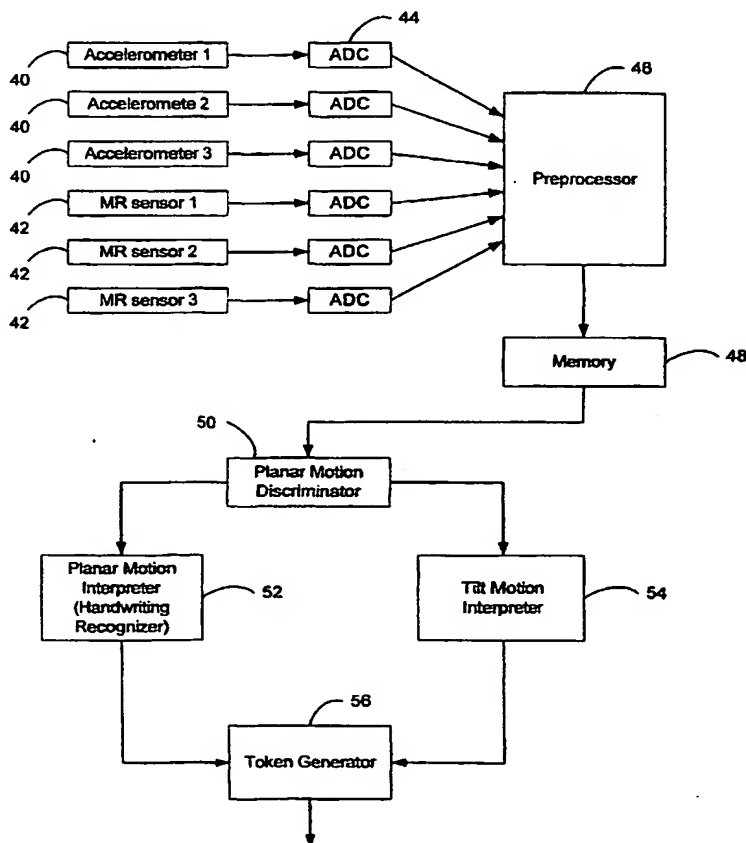 44
Accelerometer 1
ADC
46
40
Acceleromete 2
ADC
40
Accelerometer 3
ADC
Preprocessor
40
MR sensor 1
ADC
42
MR sensor 2
ADC
42
MR sensor 3
ADC
42
Memory
48
50
Planar Motion
Discriminator
Planar Motion
Interpreter
(Handwriting
Recognizer)
52
Tilt Motion
Interpreter
54
56
Token Generator